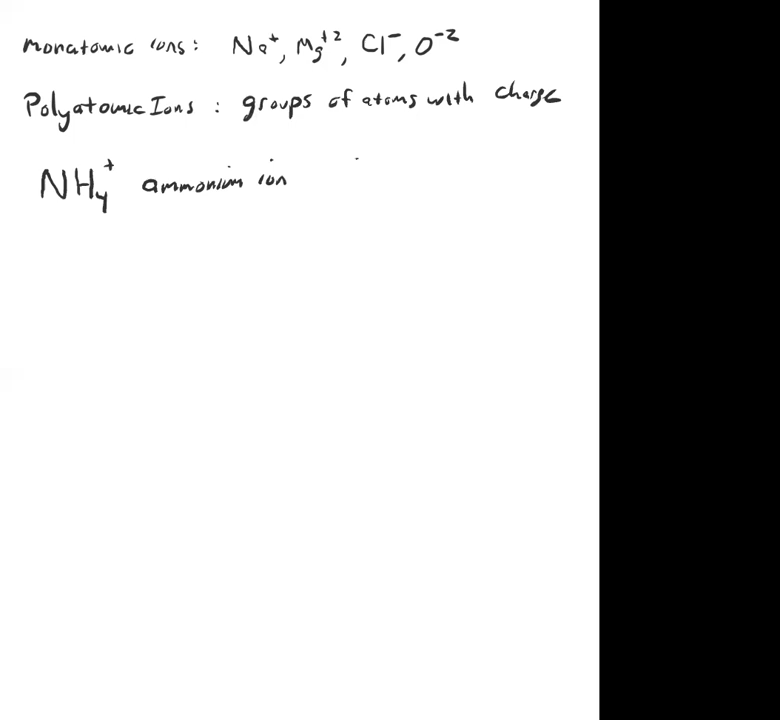 monatomic ions: Na⁺, Mg⁺², Cl⁻, O⁻²
Polyatomic Ions : groups of atoms with charge
NH₄⁺ ammonium ion